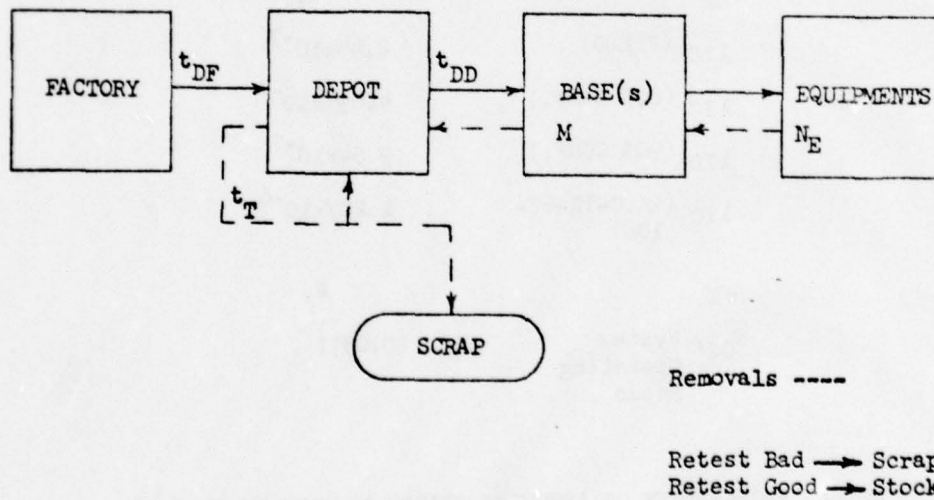 t_DF
t_DD
FACTORY
DEPOT
BASE(s)
EQUIPMENTS
M
N_E
t_T
SCRAP
Removals ----
Retest Bad → Scrap
Retest Good → Stock